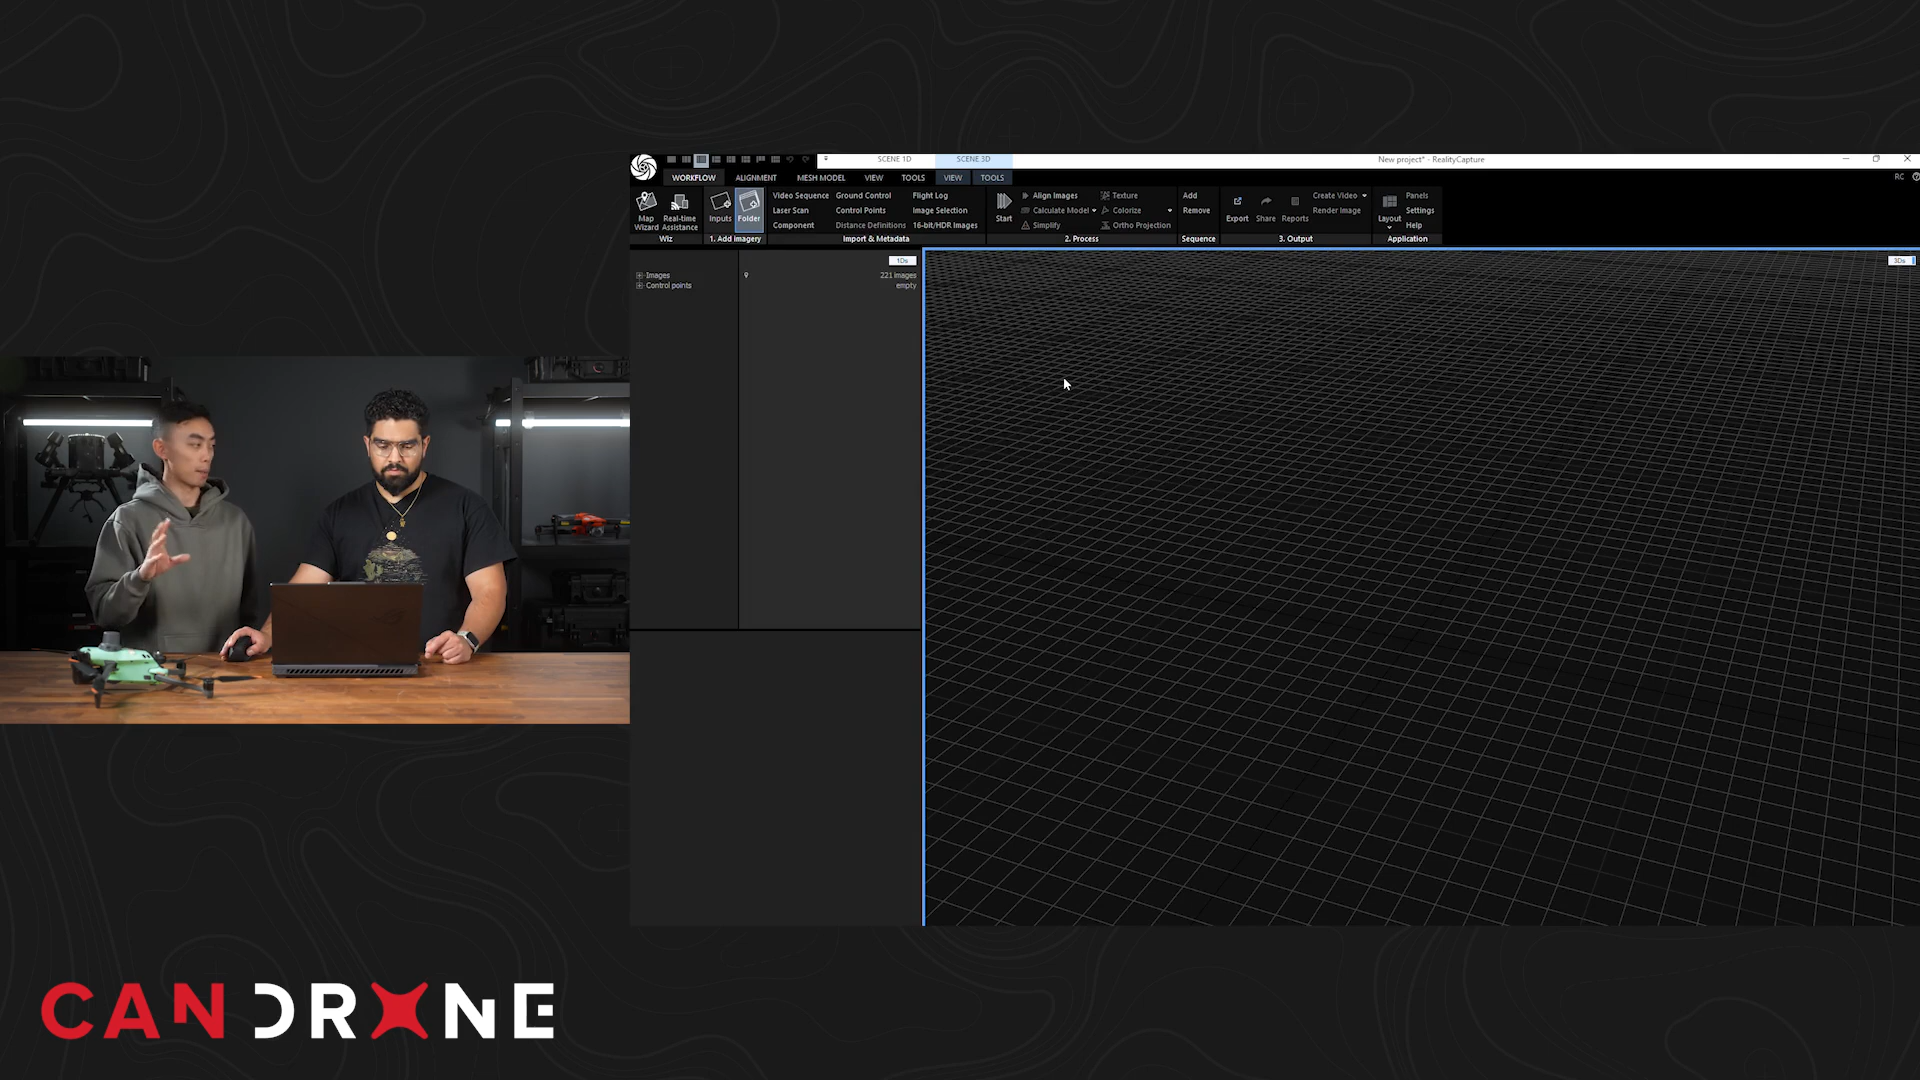 SCENE 1D
SCENE 3D
New project* - RealityCapture
WORKFLOW
ALIGNMENT
MESH MODEL
VIEW
TOOLS
VIEW
TOOLS
RC
Map Wizard
Real-time Assistance
Inputs
Folder
Video Sequence
Ground Control
Flight Log
Laser Scan
Control Points
Image Selection
Component
Distance Definitions
16-bit/HDR Images
Start
Align Images
Texture
Calculate Model
Colorize
Simplify
Ortho Projection
Add
Remove
Export
Share
Reports
Create Video
Render Image
Layout
Panels
Settings
Help
Wiz
1. Add imagery
Import & Metadata
2. Process
Sequence
3. Output
Application
1Ds
3Ds
Images
221 images
Control points
empty
CANDRONE